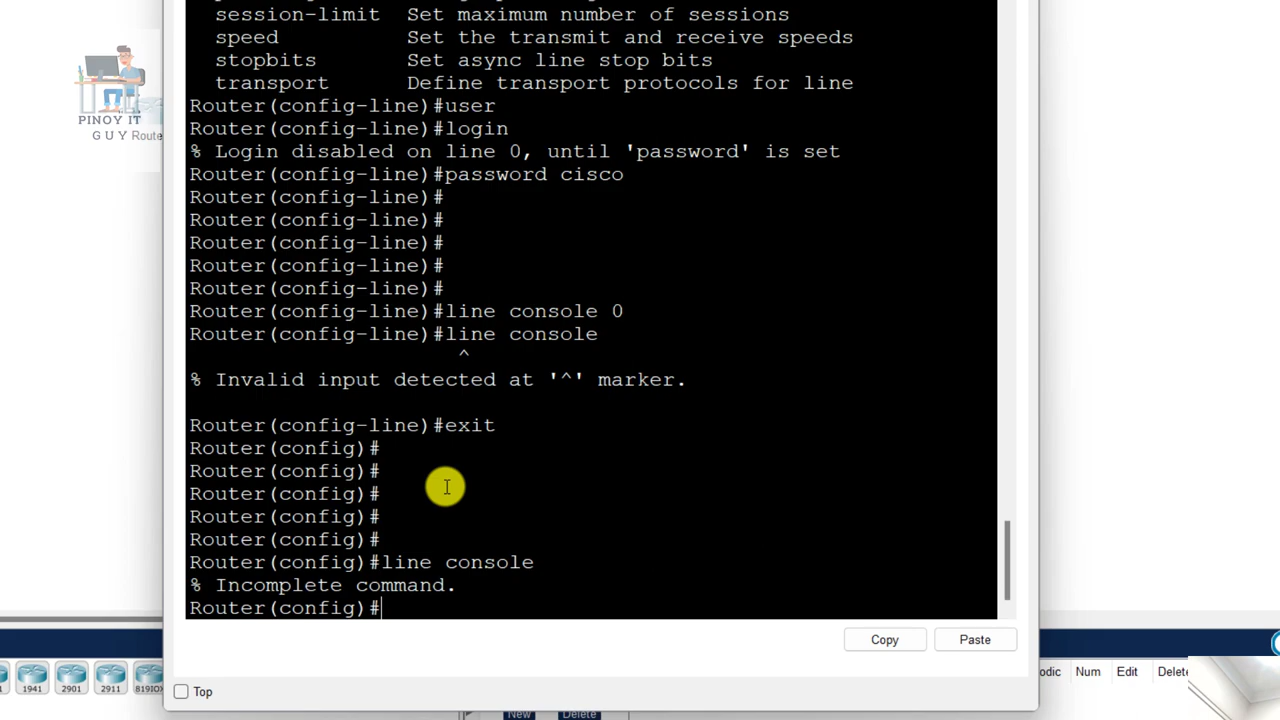 session-limit  Set maximum number of sessions
speed          Set the transmit and receive speeds
stopbits       Set async line stop bits
transport      Define transport protocols for line
Router(config-line)#user
Router(config-line)#login
% Login disabled on line 0, until 'password' is set
Router(config-line)#password cisco
Router(config-line)#
Router(config-line)#
Router(config-line)#
Router(config-line)#
Router(config-line)#
Router(config-line)#line console 0
Router(config-line)#line console
^
% Invalid input detected at '^' marker.
Router(config-line)#exit
Router(config)#
Router(config)#
Router(config)#
Router(config)#
Router(config)#
Router(config)#line console
% Incomplete command.
Router(config)#
PINOY IT
GUY Route
Copy
Paste
Top
1941
2901
2911
819IOX
Num
Edit
Delete
New
Delete